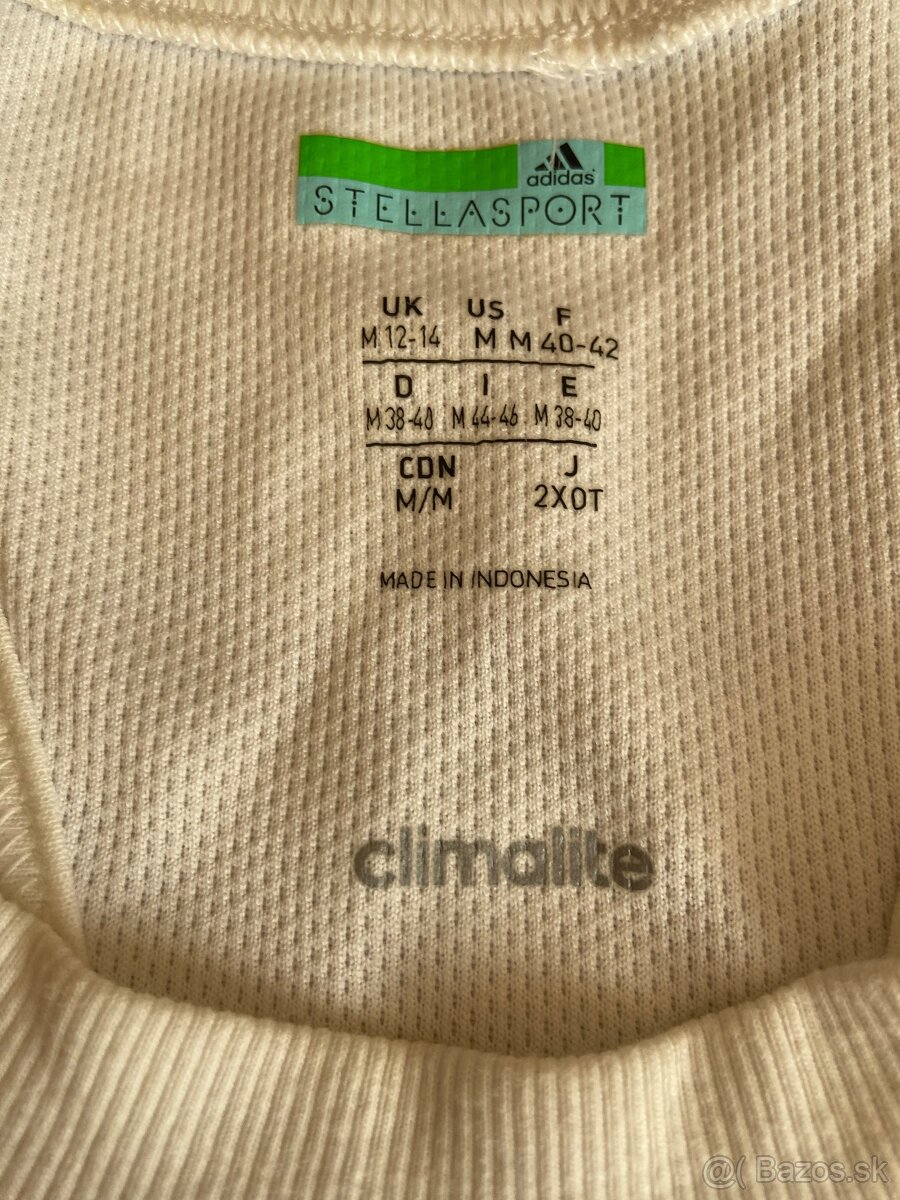 adidas
STELLASPORT
UK US F
M 12-14 M M 40-42
D I E
M 38-40 M 44-46 M 38-40
CDN J
M/M 2XOT
MADE IN INDONESIA
climalite
@( Bazos.sk